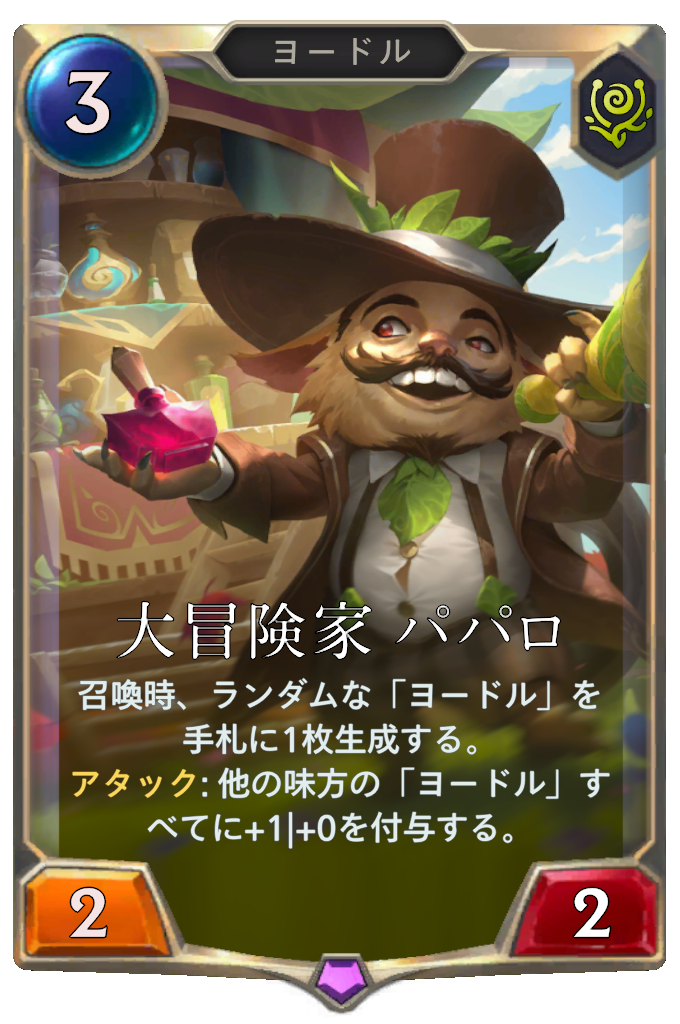 ヨードル
3
大冒険家 パパロ
召喚時、ランダムな「ヨードル」を
手札に1枚生成する。
アタック: 他の味方の「ヨードル」す
べてに+1|+0を付与する。
2
2